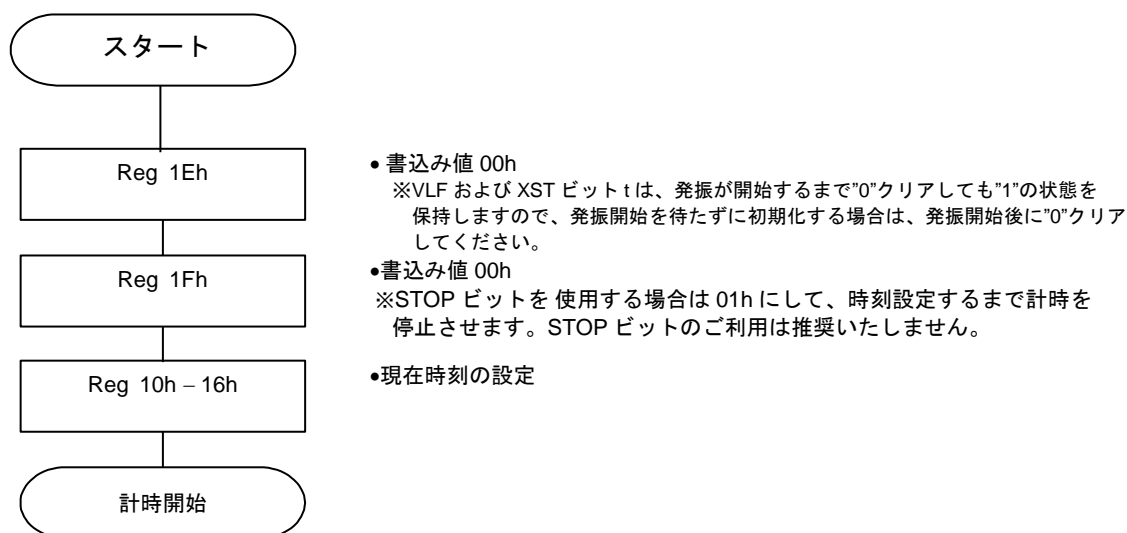 スタート
Reg 1Eh
• 書込み値 00h
※VLF および XST ビット t は、発振が開始するまで"0"クリアしても"1"の状態を
保持しますので、発振開始を待たずに初期化する場合は、発振開始後に"0"クリア
してください。
Reg 1Fh
•書込み値 00h
※STOP ビットを 使用する場合は 01h にして、時刻設定するまで計時を
停止させます。STOP ビットのご利用は推奨いたしません。
Reg 10h – 16h
•現在時刻の設定
計時開始